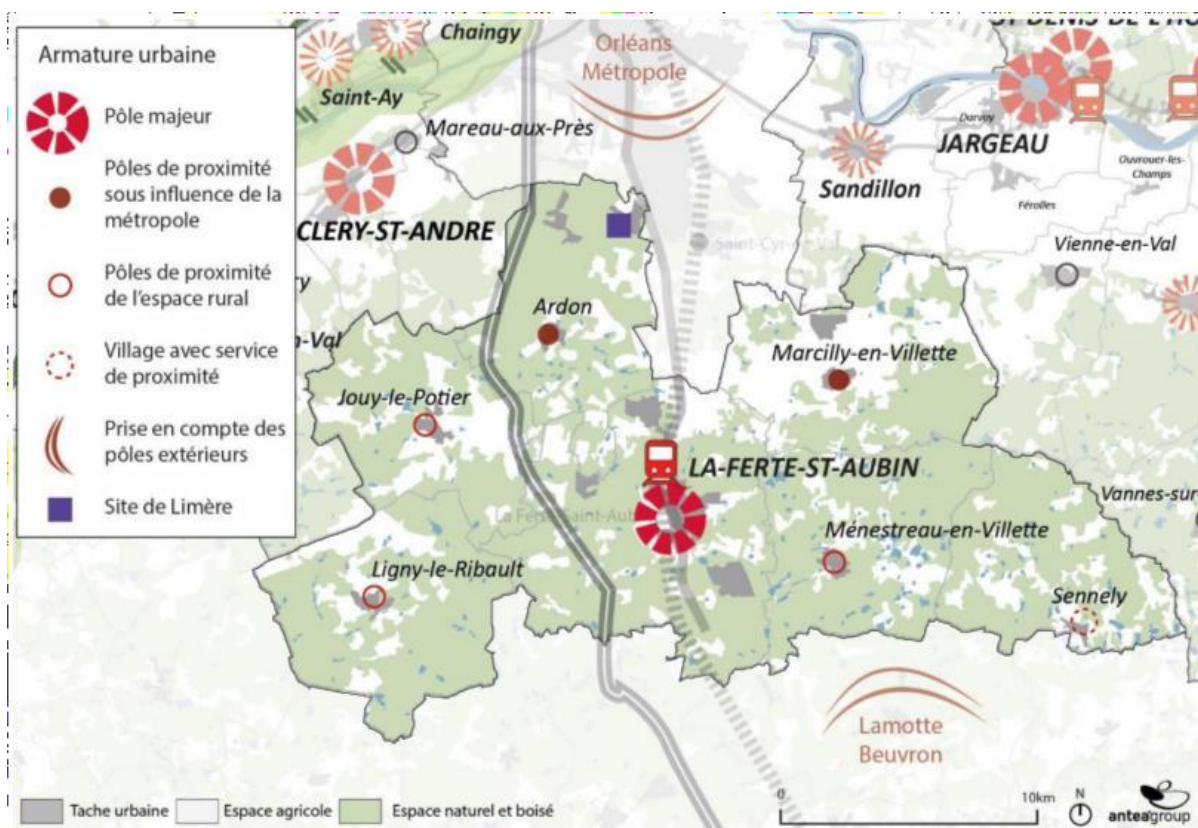 Armature urbaine
Pôle majeur
Pôles de proximité
sous influence de la
métropole
Pôles de proximité
de l'espace rural
Village avec service
de proximité
Prise en compte des
pôles extérieurs
Site de Limère
Chaingy
Saint-Ay
Mareau-aux-Près
CLERY-ST-ANDRE
Orléans
Métropole
JARGEAU
Darvoy
Ouvrouer-les-
Champs
Férolles
Sandillon
Saint-Cyr-en-Val
Vienne-en-Val
n-Val
Ardon
Marcilly-en-Villette
Jouy-le-Potier
LA-FERTE-ST-AUBIN
Vannes-sur-
Ménestreau-en-Villette
Ligny-le-Ribault
Sennely
Lamotte
Beuvron
Tache urbaine
Espace agricole
Espace naturel et boisé
0
10km
N
anteagroup